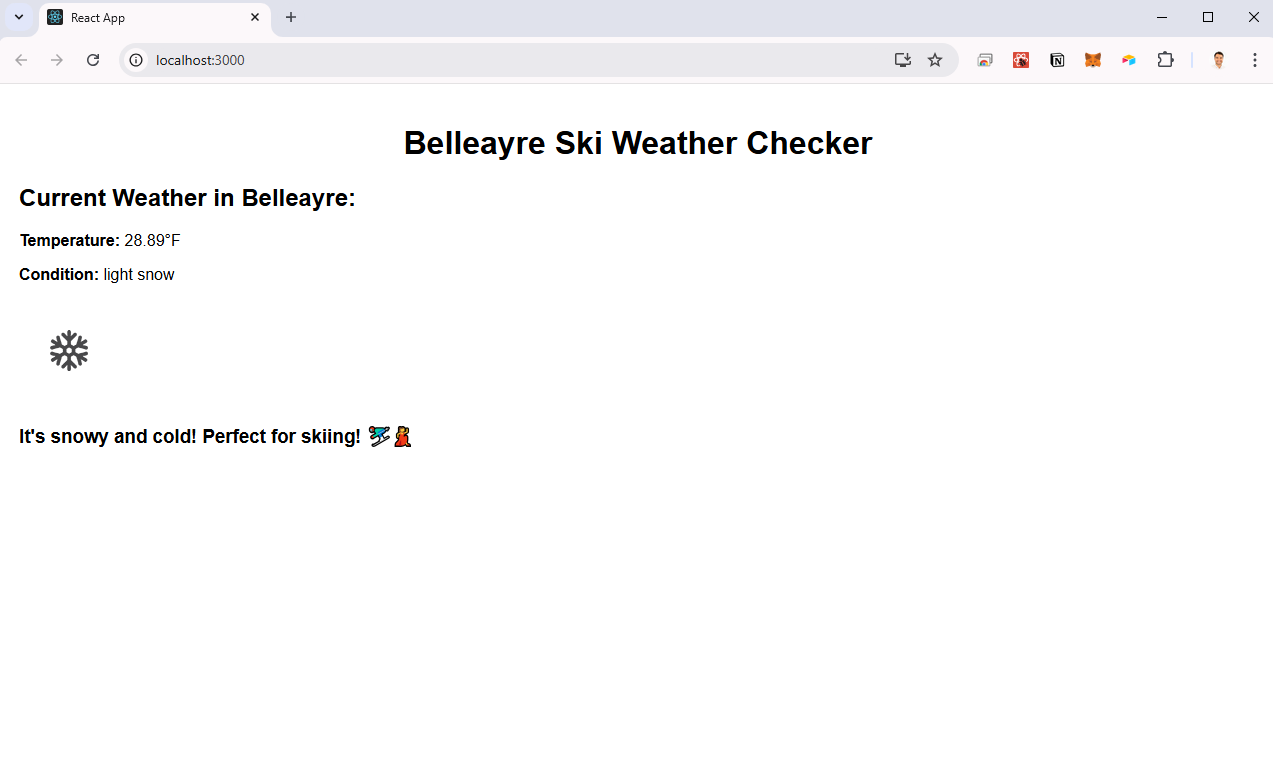 React App
localhost:3000
Belleayre Ski Weather Checker
Current Weather in Belleayre:
Temperature: 28.89°F
Condition: light snow
It's snowy and cold! Perfect for skiing!